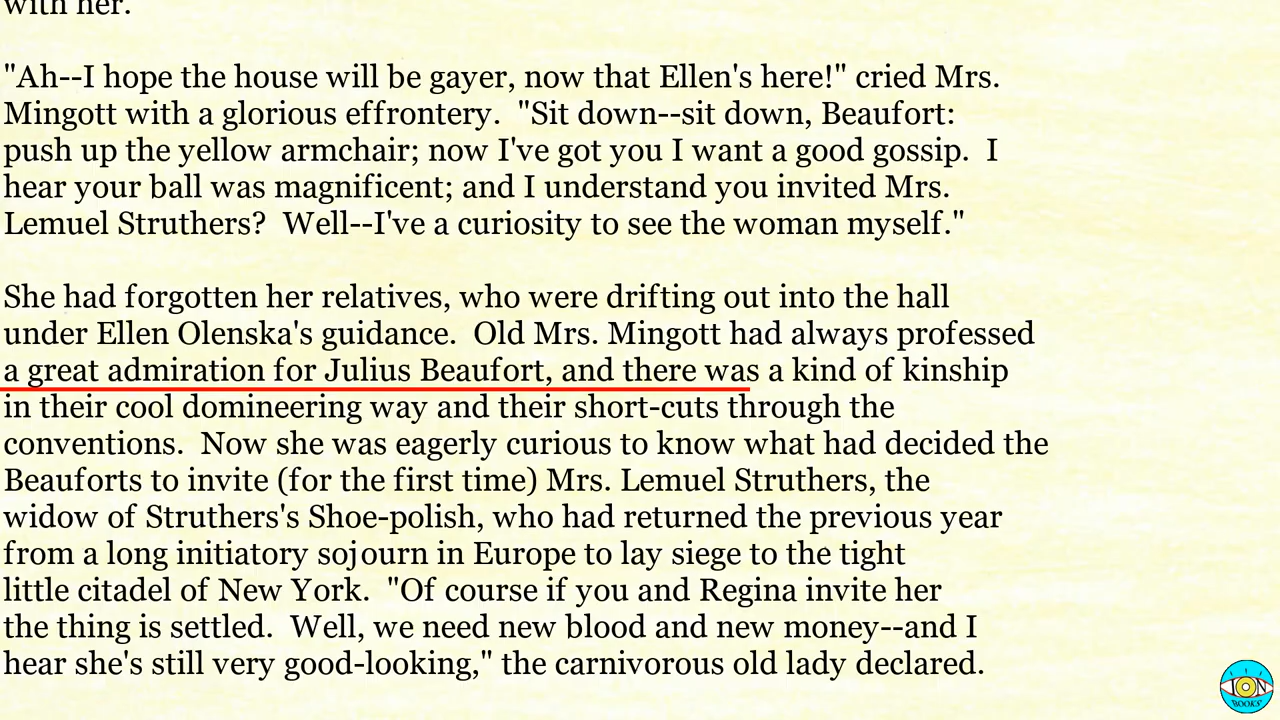 with her.
"Ah--I hope the house will be gayer, now that Ellen's here!" cried Mrs.
Mingott with a glorious effrontery.  "Sit down--sit down, Beaufort:
push up the yellow armchair; now I've got you I want a good gossip.  I
hear your ball was magnificent; and I understand you invited Mrs.
Lemuel Struthers?  Well--I've a curiosity to see the woman myself."
She had forgotten her relatives, who were drifting out into the hall
under Ellen Olenska's guidance.  Old Mrs. Mingott had always professed
a great admiration for Julius Beaufort, and there was a kind of kinship
in their cool domineering way and their short-cuts through the
conventions.  Now she was eagerly curious to know what had decided the
Beauforts to invite (for the first time) Mrs. Lemuel Struthers, the
widow of Struthers's Shoe-polish, who had returned the previous year
from a long initiatory sojourn in Europe to lay siege to the tight
little citadel of New York.  "Of course if you and Regina invite her
the thing is settled.  Well, we need new blood and new money--and I
hear she's still very good-looking," the carnivorous old lady declared.
ION
BOOKS